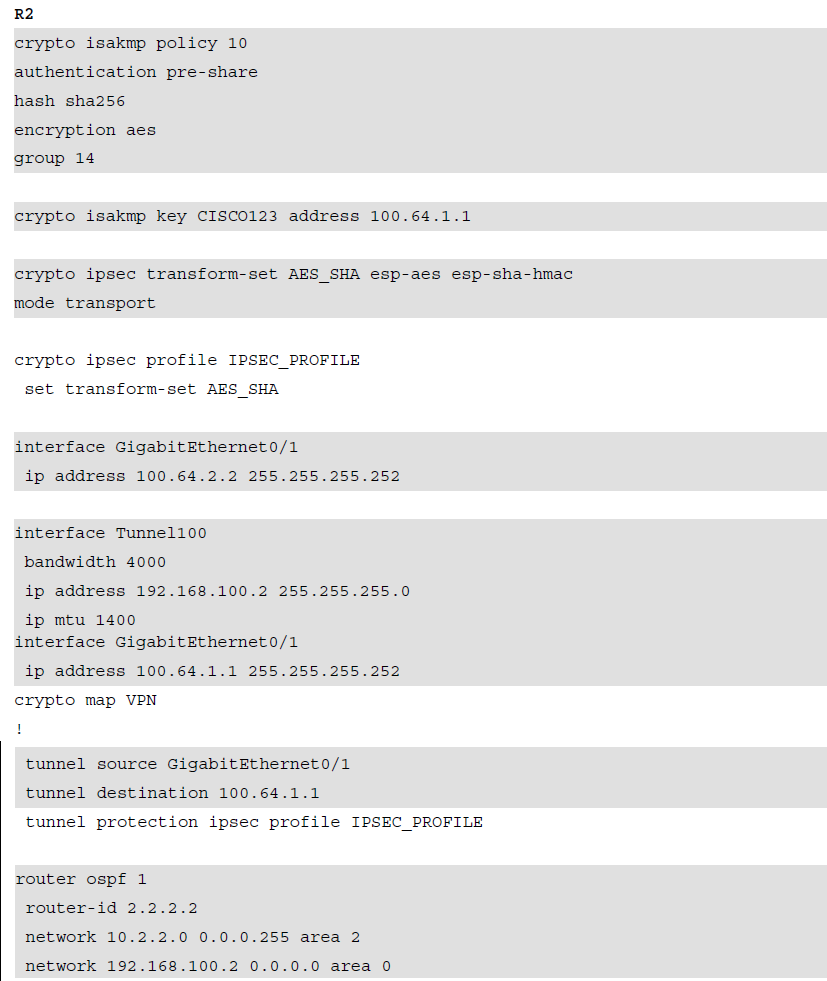 R2
crypto isakmp policy 10
authentication pre-share
hash sha256
encryption aes
group 14
crypto isakmp key CISCO123 address 100.64.1.1
crypto ipsec transform-set AES_SHA esp-aes esp-sha-hmac
mode transport
crypto ipsec profile IPSEC_PROFILE
set transform-set AES_SHA
interface GigabitEthernet0/1
ip address 100.64.2.2 255.255.255.252
interface Tunnel100
bandwidth 4000
ip address 192.168.100.2 255.255.255.0
ip mtu 1400
interface GigabitEthernet0/1
ip address 100.64.1.1 255.255.255.252
crypto map VPN
!
tunnel source GigabitEthernet0/1
tunnel destination 100.64.1.1
tunnel protection ipsec profile IPSEC_PROFILE
router ospf 1
router-id 2.2.2.2
network 10.2.2.0 0.0.0.255 area 2
network 192.168.100.2 0.0.0.0 area 0